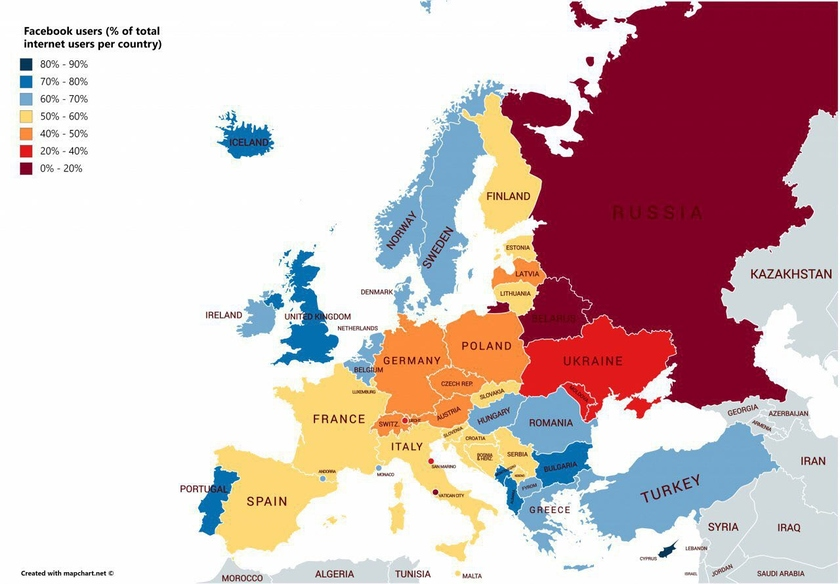 Facebook users (% of total
internet users per country)
80% - 90%
70% - 80%
60% - 70%
50% - 60%
40% - 50%
20% - 40%
0% - 20%
ICELAND
NORWAY
SWEDEN
FINLAND
RUSSIA
ESTONIA
LATVIA
LITHUANIA
KAZAKHSTAN
DENMARK
IRELAND
UNITED KINGDOM
BELARUS
NETHERLANDS
BELGIUM
GERMANY
POLAND
UKRAINE
LUXEMBURG
CZECH REP.
SLOVAKIA
MOLDOVA
FRANCE
SWITZ.
LIECHT.
AUSTRIA
HUNGARY
ROMANIA
SLOVENIA
CROATIA
ITALY
BOSNIA
& HERZ.
SERBIA
GEORGIA
AZERBAIJAN
ARMENIA
SAN MARINO
MONACO
ANDORRA
BULGARIA
PORTUGAL
SPAIN
VATICAN CITY
FYROM
GREECE
TURKEY
IRAN
SYRIA
IRAQ
CYPRUS
LEBANON
ISRAEL
JORDAN
SAUDI ARABIA
MALTA
MOROCCO
ALGERIA
TUNISIA
Created with mapchart.net ©